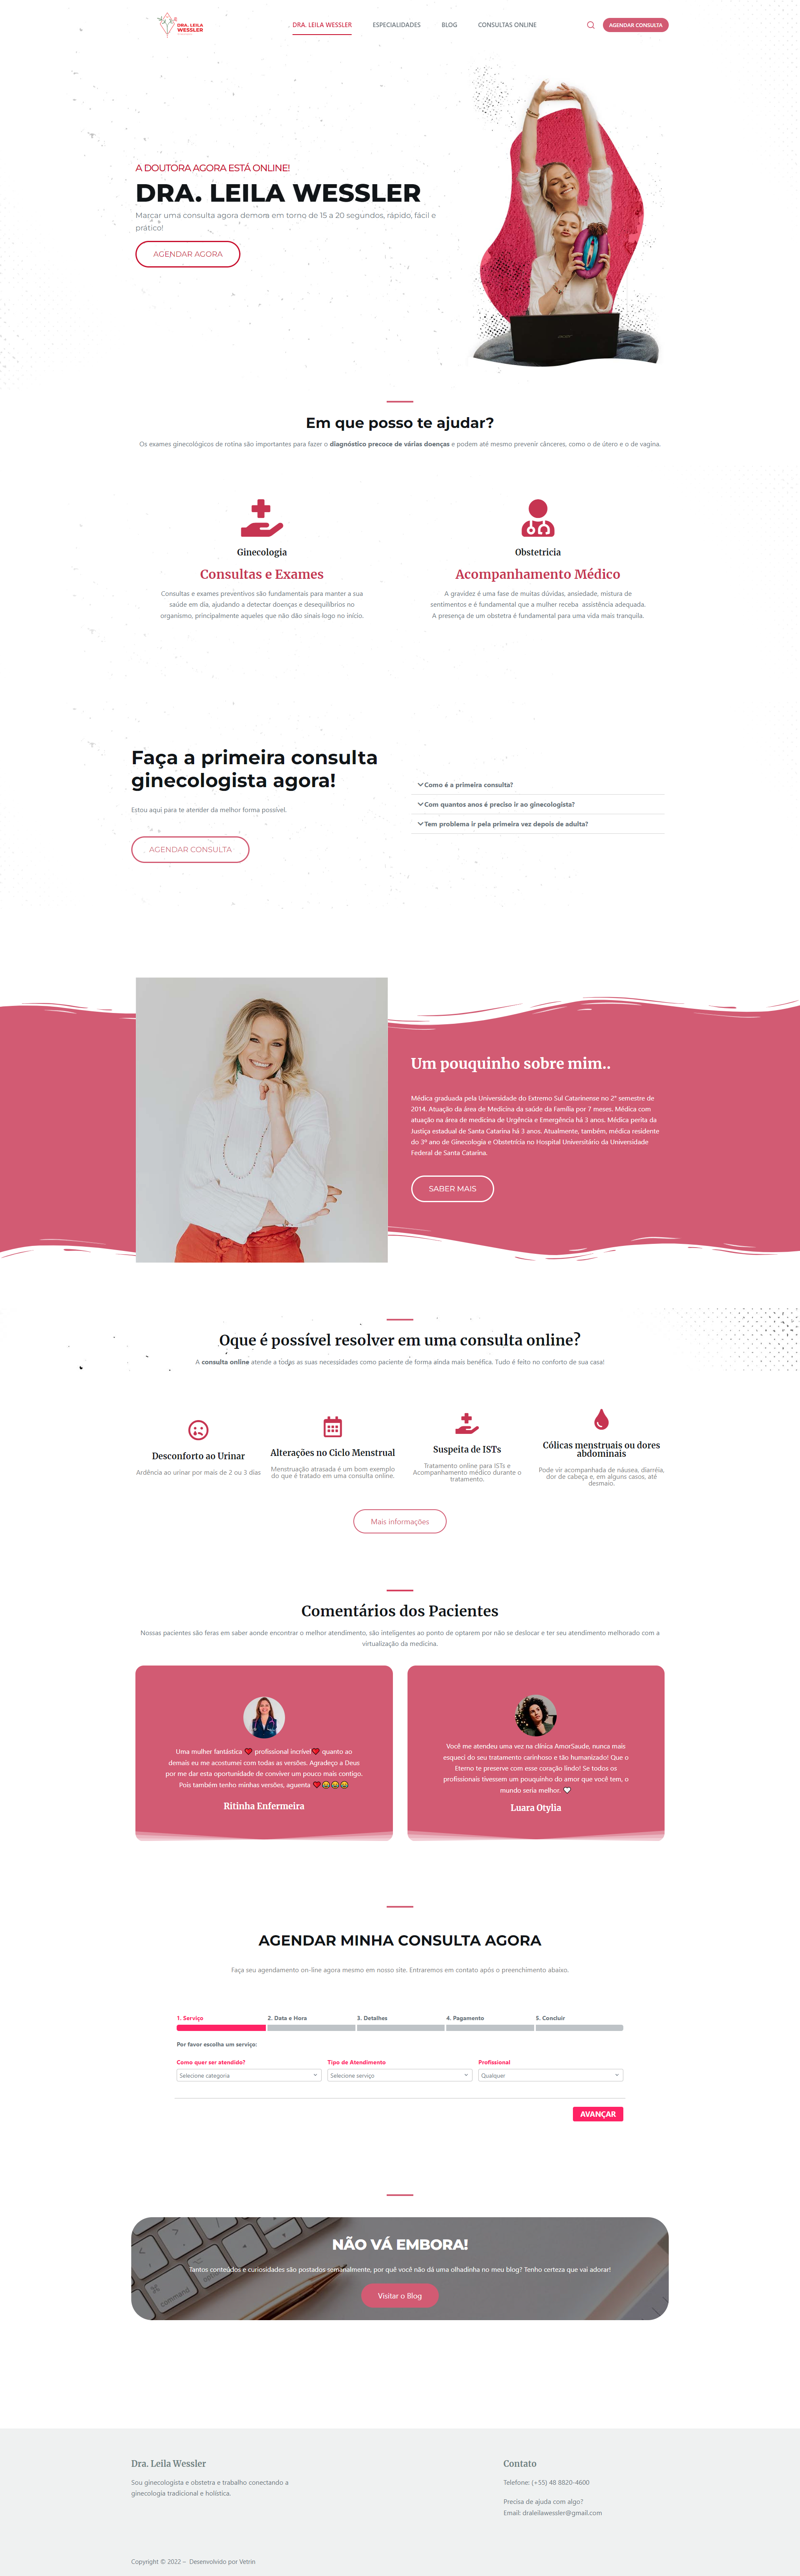 DRA. LEILA
WESSLER
DRA. LEILA WESSLER
ESPECIALIDADES
BLOG
CONSULTAS ONLINE
AGENDAR CONSULTA
A DOUTORA AGORA ESTÁ ONLINE!
DRA. LEILA WESSLER
Marcar uma consulta agora demora em torno de 15 a 20 segundos, rápido, fácil e
prático!
AGENDAR AGORA
acer
Em que posso te ajudar?
Os exames ginecológicos de rotina são importantes para fazer o diagnóstico precoce de várias doenças e podem até mesmo prevenir cânceres, como o de útero e o de vagina.
Ginecologia
Consultas e Exames
Consultas e exames preventivos são fundamentais para manter a sua
saúde em dia, ajudando a detectar doenças e desequilíbrios no
organismo, principalmente aqueles que não dão sinais logo no início.
Obstetricia
Acompanhamento Médico
A gravidez é uma fase de muitas dúvidas, ansiedade, mistura de
sentimentos e é fundamental que a mulher receba assistência adequada.
A presença de um obstetra é fundamental para uma vida mais tranquila.
Faça a primeira consulta
ginecologista agora!
Estou aqui para te atender da melhor forma possível.
AGENDAR CONSULTA
Como é a primeira consulta?
Com quantos anos é preciso ir ao ginecologista?
Tem problema ir pela primeira vez depois de adulta?
Um pouquinho sobre mim..
Médica graduada pela Universidade do Extremo Sul Catarinense no 2° semestre de
2014. Atuação da área de Medicina da saúde da Família por 7 meses. Médica com
atuação na área de medicina de Urgência e Emergência há 3 anos. Médica perita da
Justiça estadual de Santa Catarina há 3 anos. Atualmente, também, médica residente
do 3º ano de Ginecologia e Obstetrícia no Hospital Universitário da Universidade
Federal de Santa Catarina.
SABER MAIS
Oque é possível resolver em uma consulta online?
A consulta online atende a todas as suas necessidades como paciente de forma ainda mais benéfica. Tudo é feito no conforto de sua casa!
Desconforto ao Urinar
Ardência ao urinar por mais de 2 ou 3 dias
Alterações no Ciclo Menstrual
Menstruação atrasada é um bom exemplo
do que é tratado em uma consulta online.
Suspeita de ISTs
Tratamento online para ISTs e
Acompanhamento médico durante o
tratamento.
Cólicas menstruais ou dores
abdominais
Pode vir acompanhada de náusea, diarréia,
dor de cabeça e, em alguns casos, até
desmaio.
Mais informações
Comentários dos Pacientes
Nossas pacientes são feras em saber aonde encontrar o melhor atendimento, são inteligentes ao ponto de optarem por não se deslocar e ter seu atendimento melhorado com a
virtualização da medicina.
Uma mulher fantástica ❤️ profissional incrível❤️ quanto ao
demais eu me acostumei com todas as versões. Agradeço a Deus
por me dar esta oportunidade de conviver um pouco mais contigo.
Pois também tenho minhas versões, aguenta ❤️😂😂😂
Ritinha Enfermeira
Você me atendeu uma vez na clínica AmorSaude, nunca mais
esqueci do seu tratamento carinhoso e tão humanizado! Que o
Eterno te preserve com esse coração lindo! Se todos os
profissionais tivessem um pouquinho do amor que você tem, o
mundo seria melhor. 🤍
Luara Otylia
AGENDAR MINHA CONSULTA AGORA
Faça seu agendamento on-line agora mesmo em nosso site. Entraremos em contato após o preenchimento abaixo.
1. Serviço
2. Data e Hora
3. Detalhes
4. Pagamento
5. Concluir
Por favor escolha um serviço:
Como quer ser atendido?
Tipo de Atendimento
Profissional
Selecione categoria
Selecione serviço
Qualquer
AVANÇAR
NÃO VÁ EMBORA!
Tantos conteúdos e curiosidades são postados semanalmente, por quê você não dá uma olhadinha no meu blog? Tenho certeza que vai adorar!
Visitar o Blog
command
Dra. Leila Wessler
Sou ginecologista e obstetra e trabalho conectando a
ginecologia tradicional e holística.
Contato
Telefone: (+55) 48 8820-4600
Precisa de ajuda com algo?
Email: draleilawessler@gmail.com
Copyright © 2022 – Desenvolvido por Vetrin